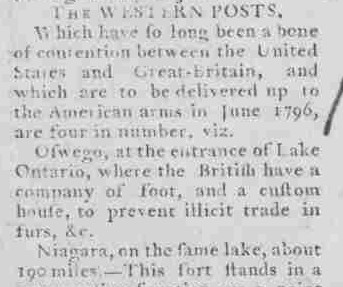 THE WESTERN POSTS,
Which have ſo long been a bone
of contention between the United
States and Great-Britain, and
which are to be delivered up to
the American arms in June 1796,
are four in number, viz.
Oſwego, at the entrance of Lake
Ontario, where the Britiſh have a
company of foot, and a cuſtom
houſe, to prevent illicit trade in
furs, &c.
Niagara, on the ſame lake, about
190 miles.—This fort ſtands in a